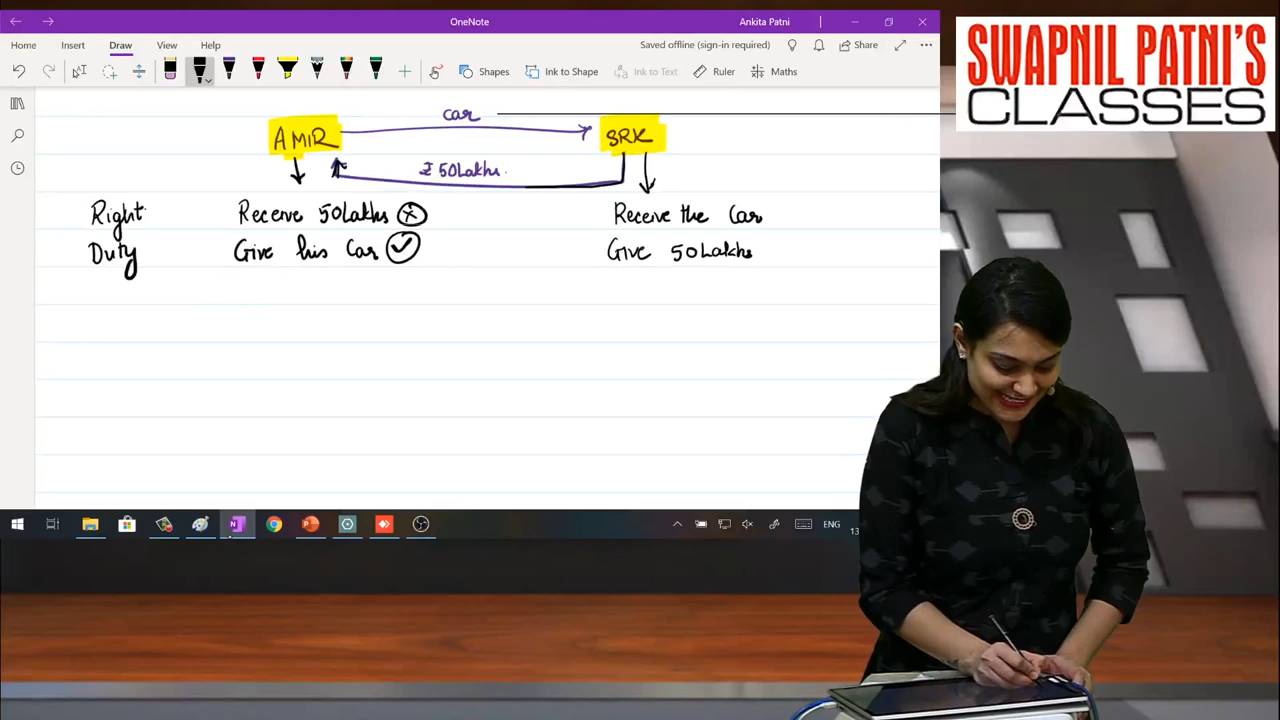 OneNote
Ankita Patni
Home Insert Draw View Help
Saved offline (sign-in required) Share
Shapes Ink to Shape Ink to Text Ruler Maths
SWAPNIL PATNI'S
CLASSES
car
AMIR SRK
₹ 50Lakhs.
Right Receive 50Lakhs Receive the Car
Duty Give his Car Give 50Lakhs
ENG
13